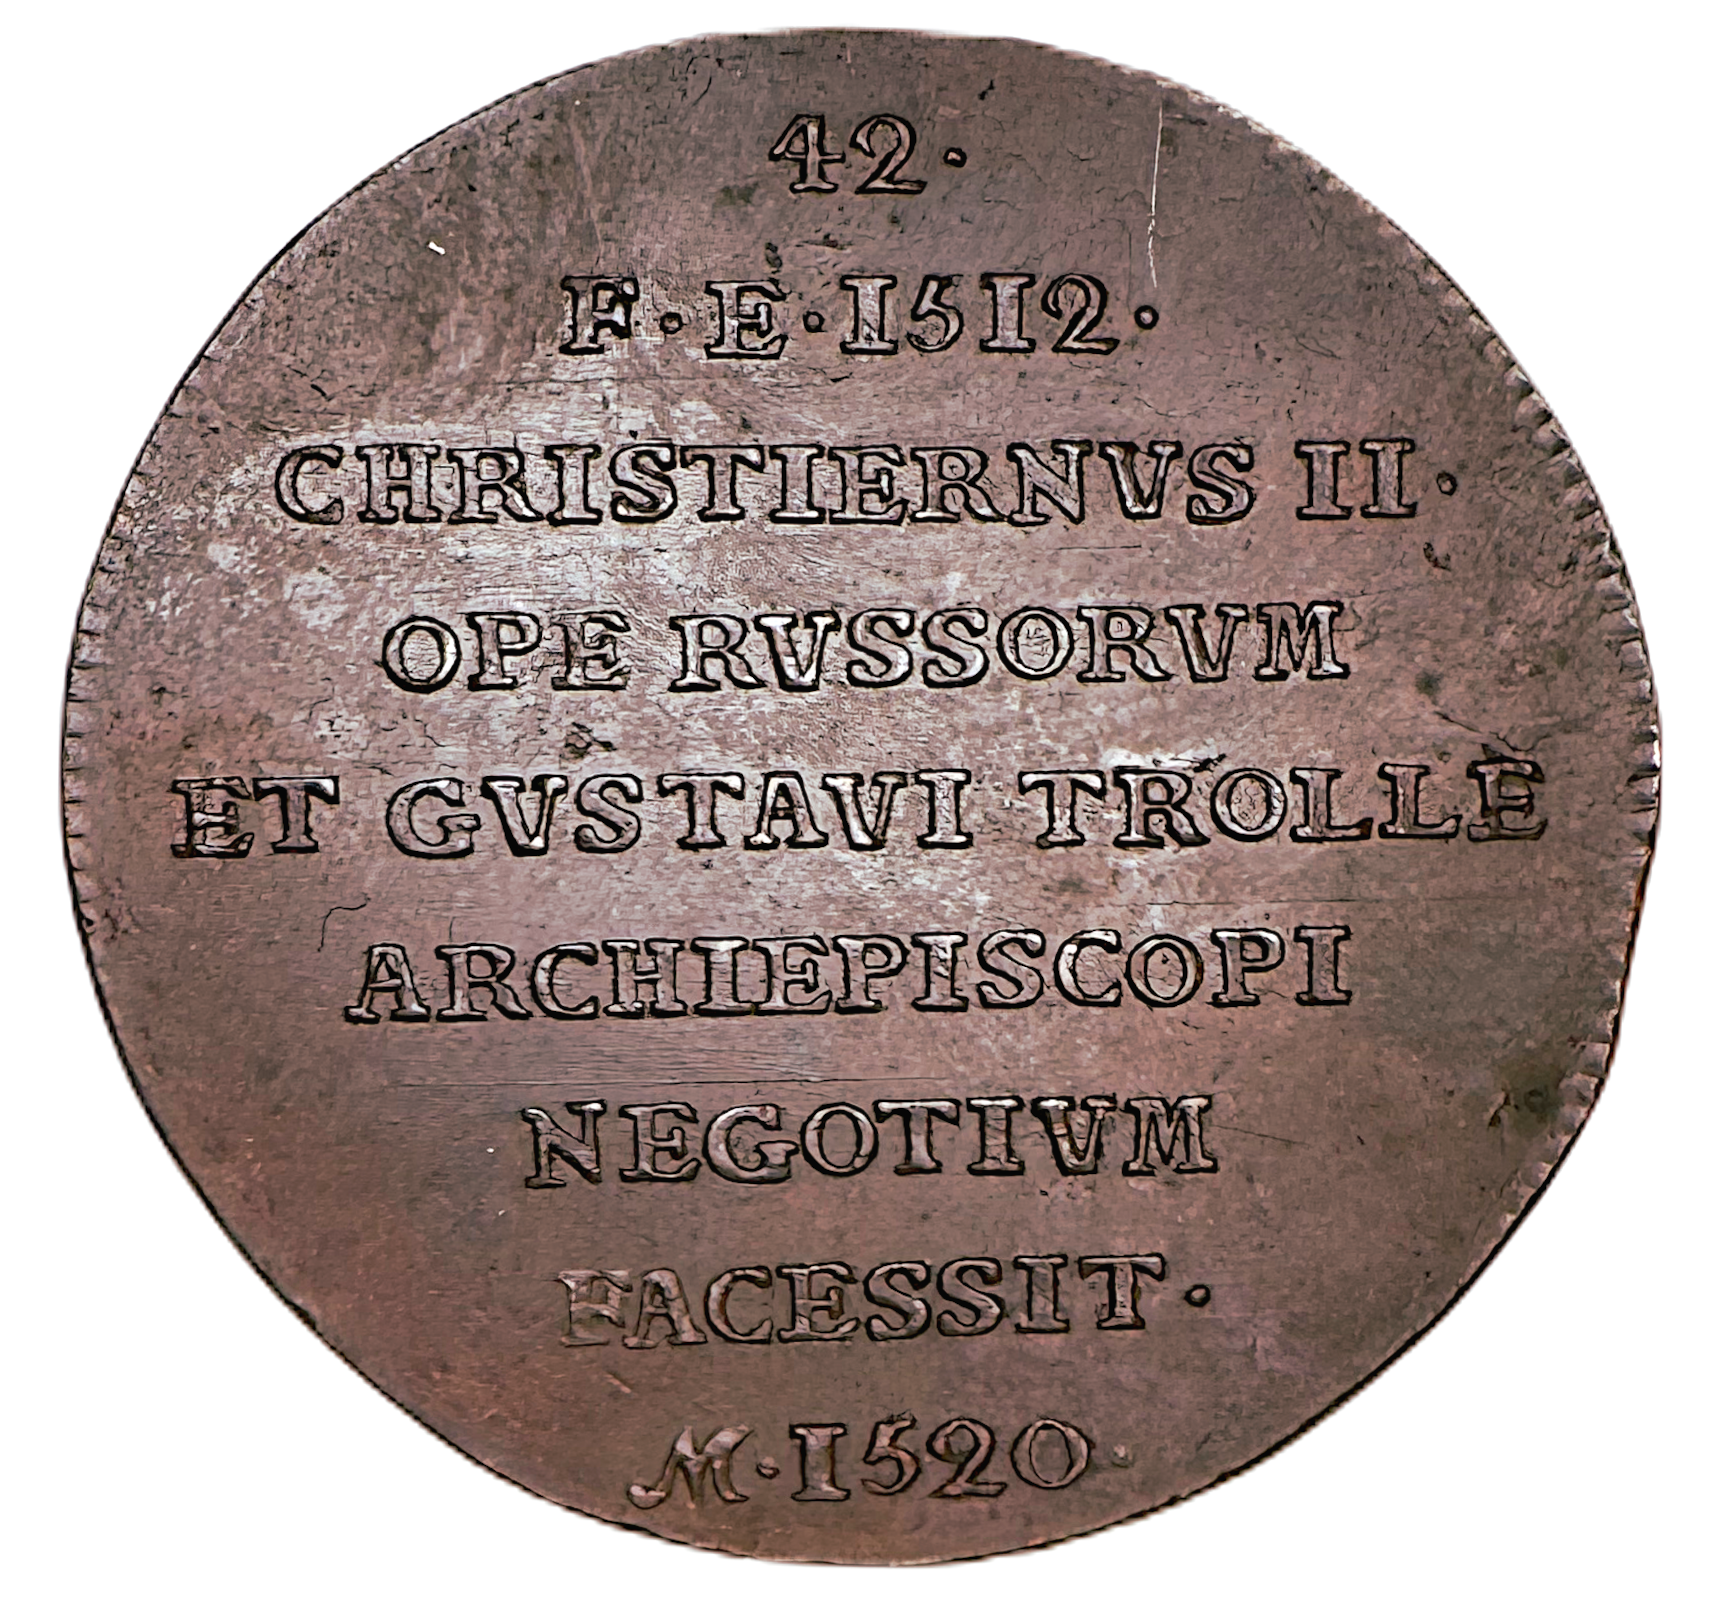 42·
F·E·1512·
CHRISTIERNVS II·
OPE RVSSORVM
ET GVSTAVI TROLLE
ARCHIEPISCOPI
NEGOTIVM
FACESSIT·
M·1520·